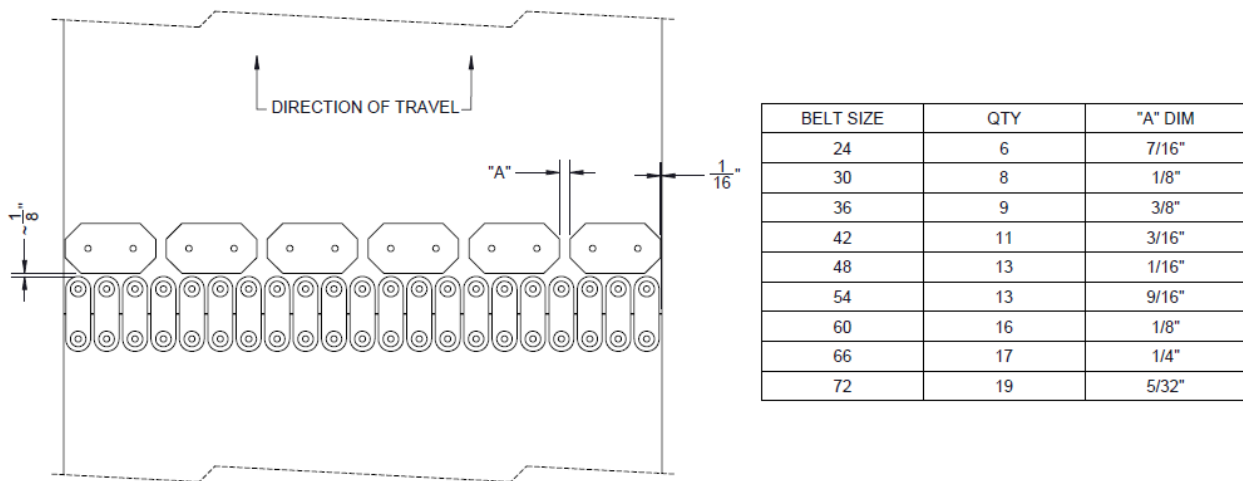 DIRECTION OF TRAVEL
"A"
1/16"
1/8"
~
BELT SIZE QTY "A" DIM
24 6 7/16"
30 8 1/8"
36 9 3/8"
42 11 3/16"
48 13 1/16"
54 13 9/16"
60 16 1/8"
66 17 1/4"
72 19 5/32"